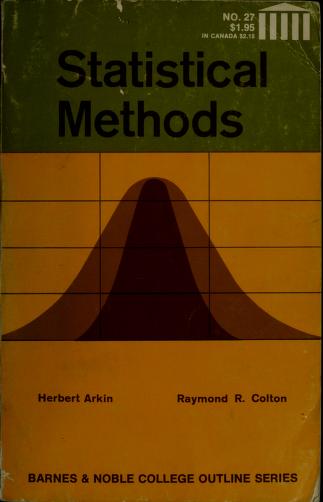 NO. 27
$1.95
IN CANADA $2.15
Statistical
Methods
Herbert Arkin Raymond R. Colton
BARNES & NOBLE COLLEGE OUTLINE SERIES